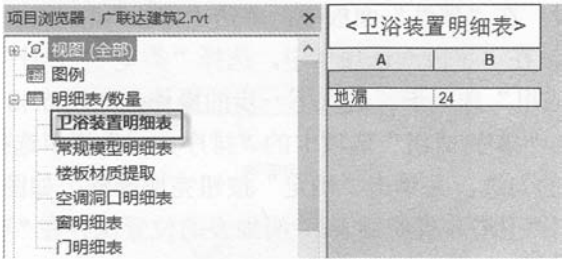 项目浏览器 - 广联达建筑2.rvt
视图 (全部)
图例
明细表/数量
卫浴装置明细表
常规模型明细表
楼板材质提取
空调洞口明细表
窗明细表
门明细表
<卫浴装置明细表>
A B
地漏 24